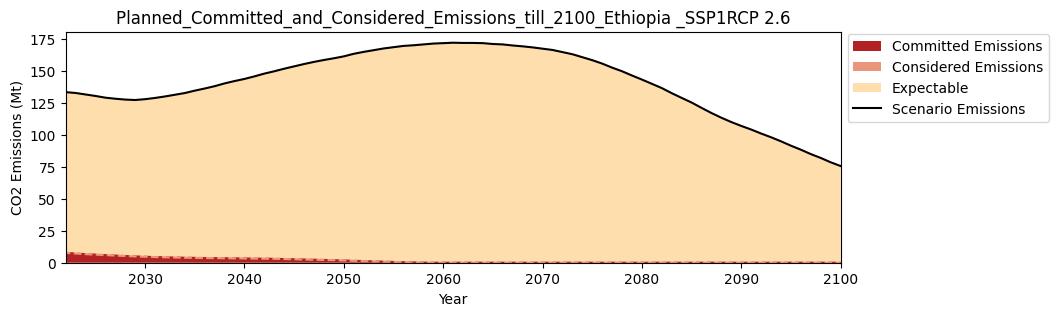 Planned_Committed_and_Considered_Emissions_till_2100_Ethiopia _SSP1RCP 2.6
CO2 Emissions (Mt)
175
150
125
100
75
50
25
0
2030 2040 2050 2060 2070 2080 2090 2100
Year
Committed Emissions
Considered Emissions
Expectable
Scenario Emissions